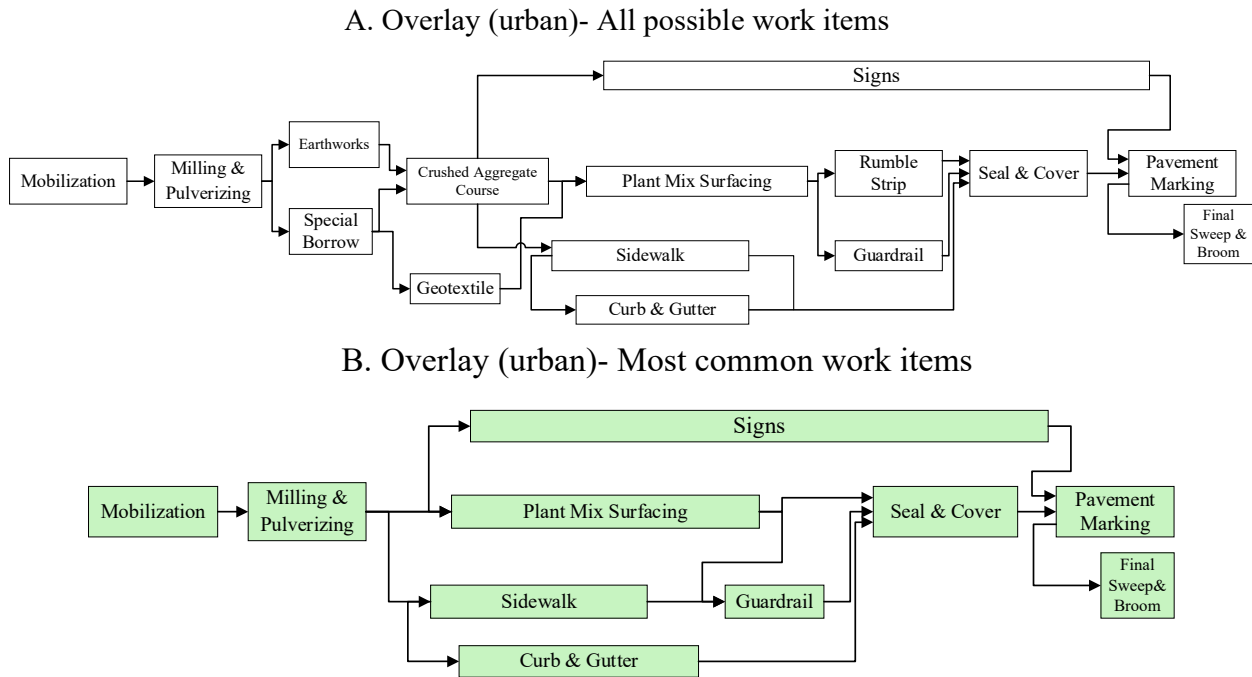 A. Overlay (urban)- All possible work items
Signs
Earthworks
Mobilization
Milling &
Pulverizing
Crushed Aggregate
Course
Plant Mix Surfacing
Rumble
Strip
Seal & Cover
Pavement
Marking
Special
Borrow
Final
Sweep &
Broom
Sidewalk
Guardrail
Geotextile
Curb & Gutter
B. Overlay (urban)- Most common work items
Signs
Mobilization
Milling &
Pulverizing
Plant Mix Surfacing
Seal & Cover
Pavement
Marking
Final
Sweep&
Broom
Sidewalk
Guardrail
Curb & Gutter